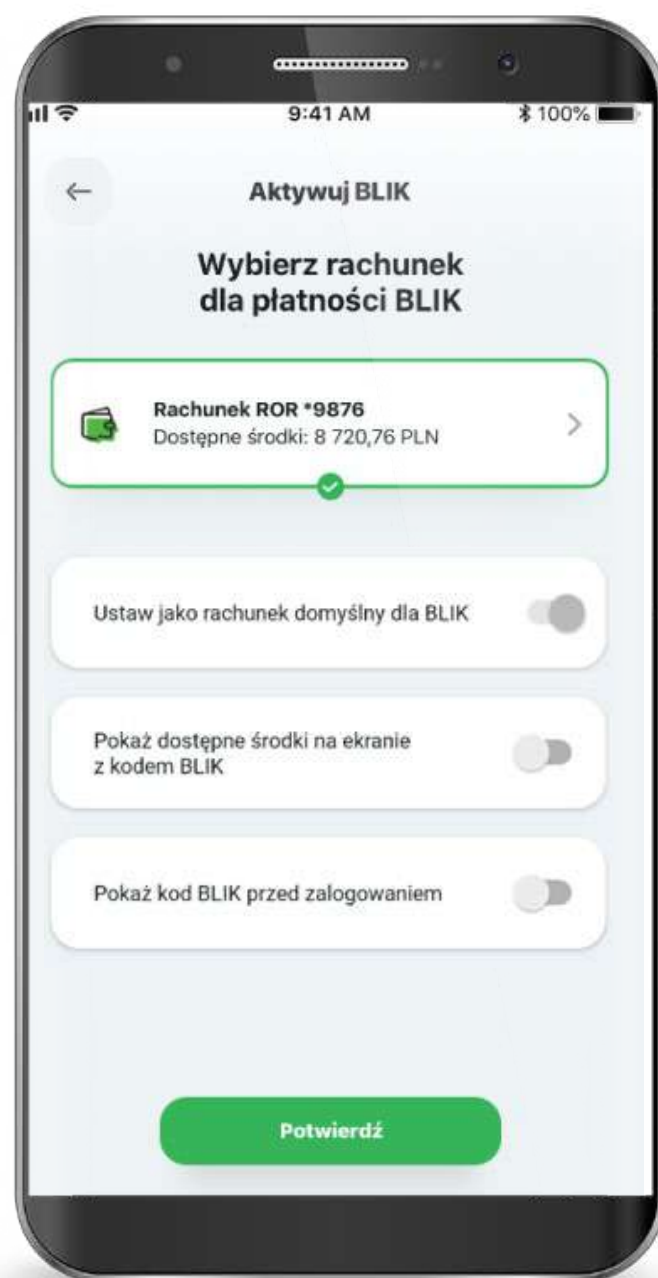 9:41 AM
100%
Aktywuj BLIK
Wybierz rachunek
dla płatności BLIK
Rachunek ROR *9876
Dostępne środki: 8 720,76 PLN
Ustaw jako rachunek domyślny dla BLIK
Pokaż dostępne środki na ekranie
z kodem BLIK
Pokaż kod BLIK przed zalogowaniem
Potwierdź